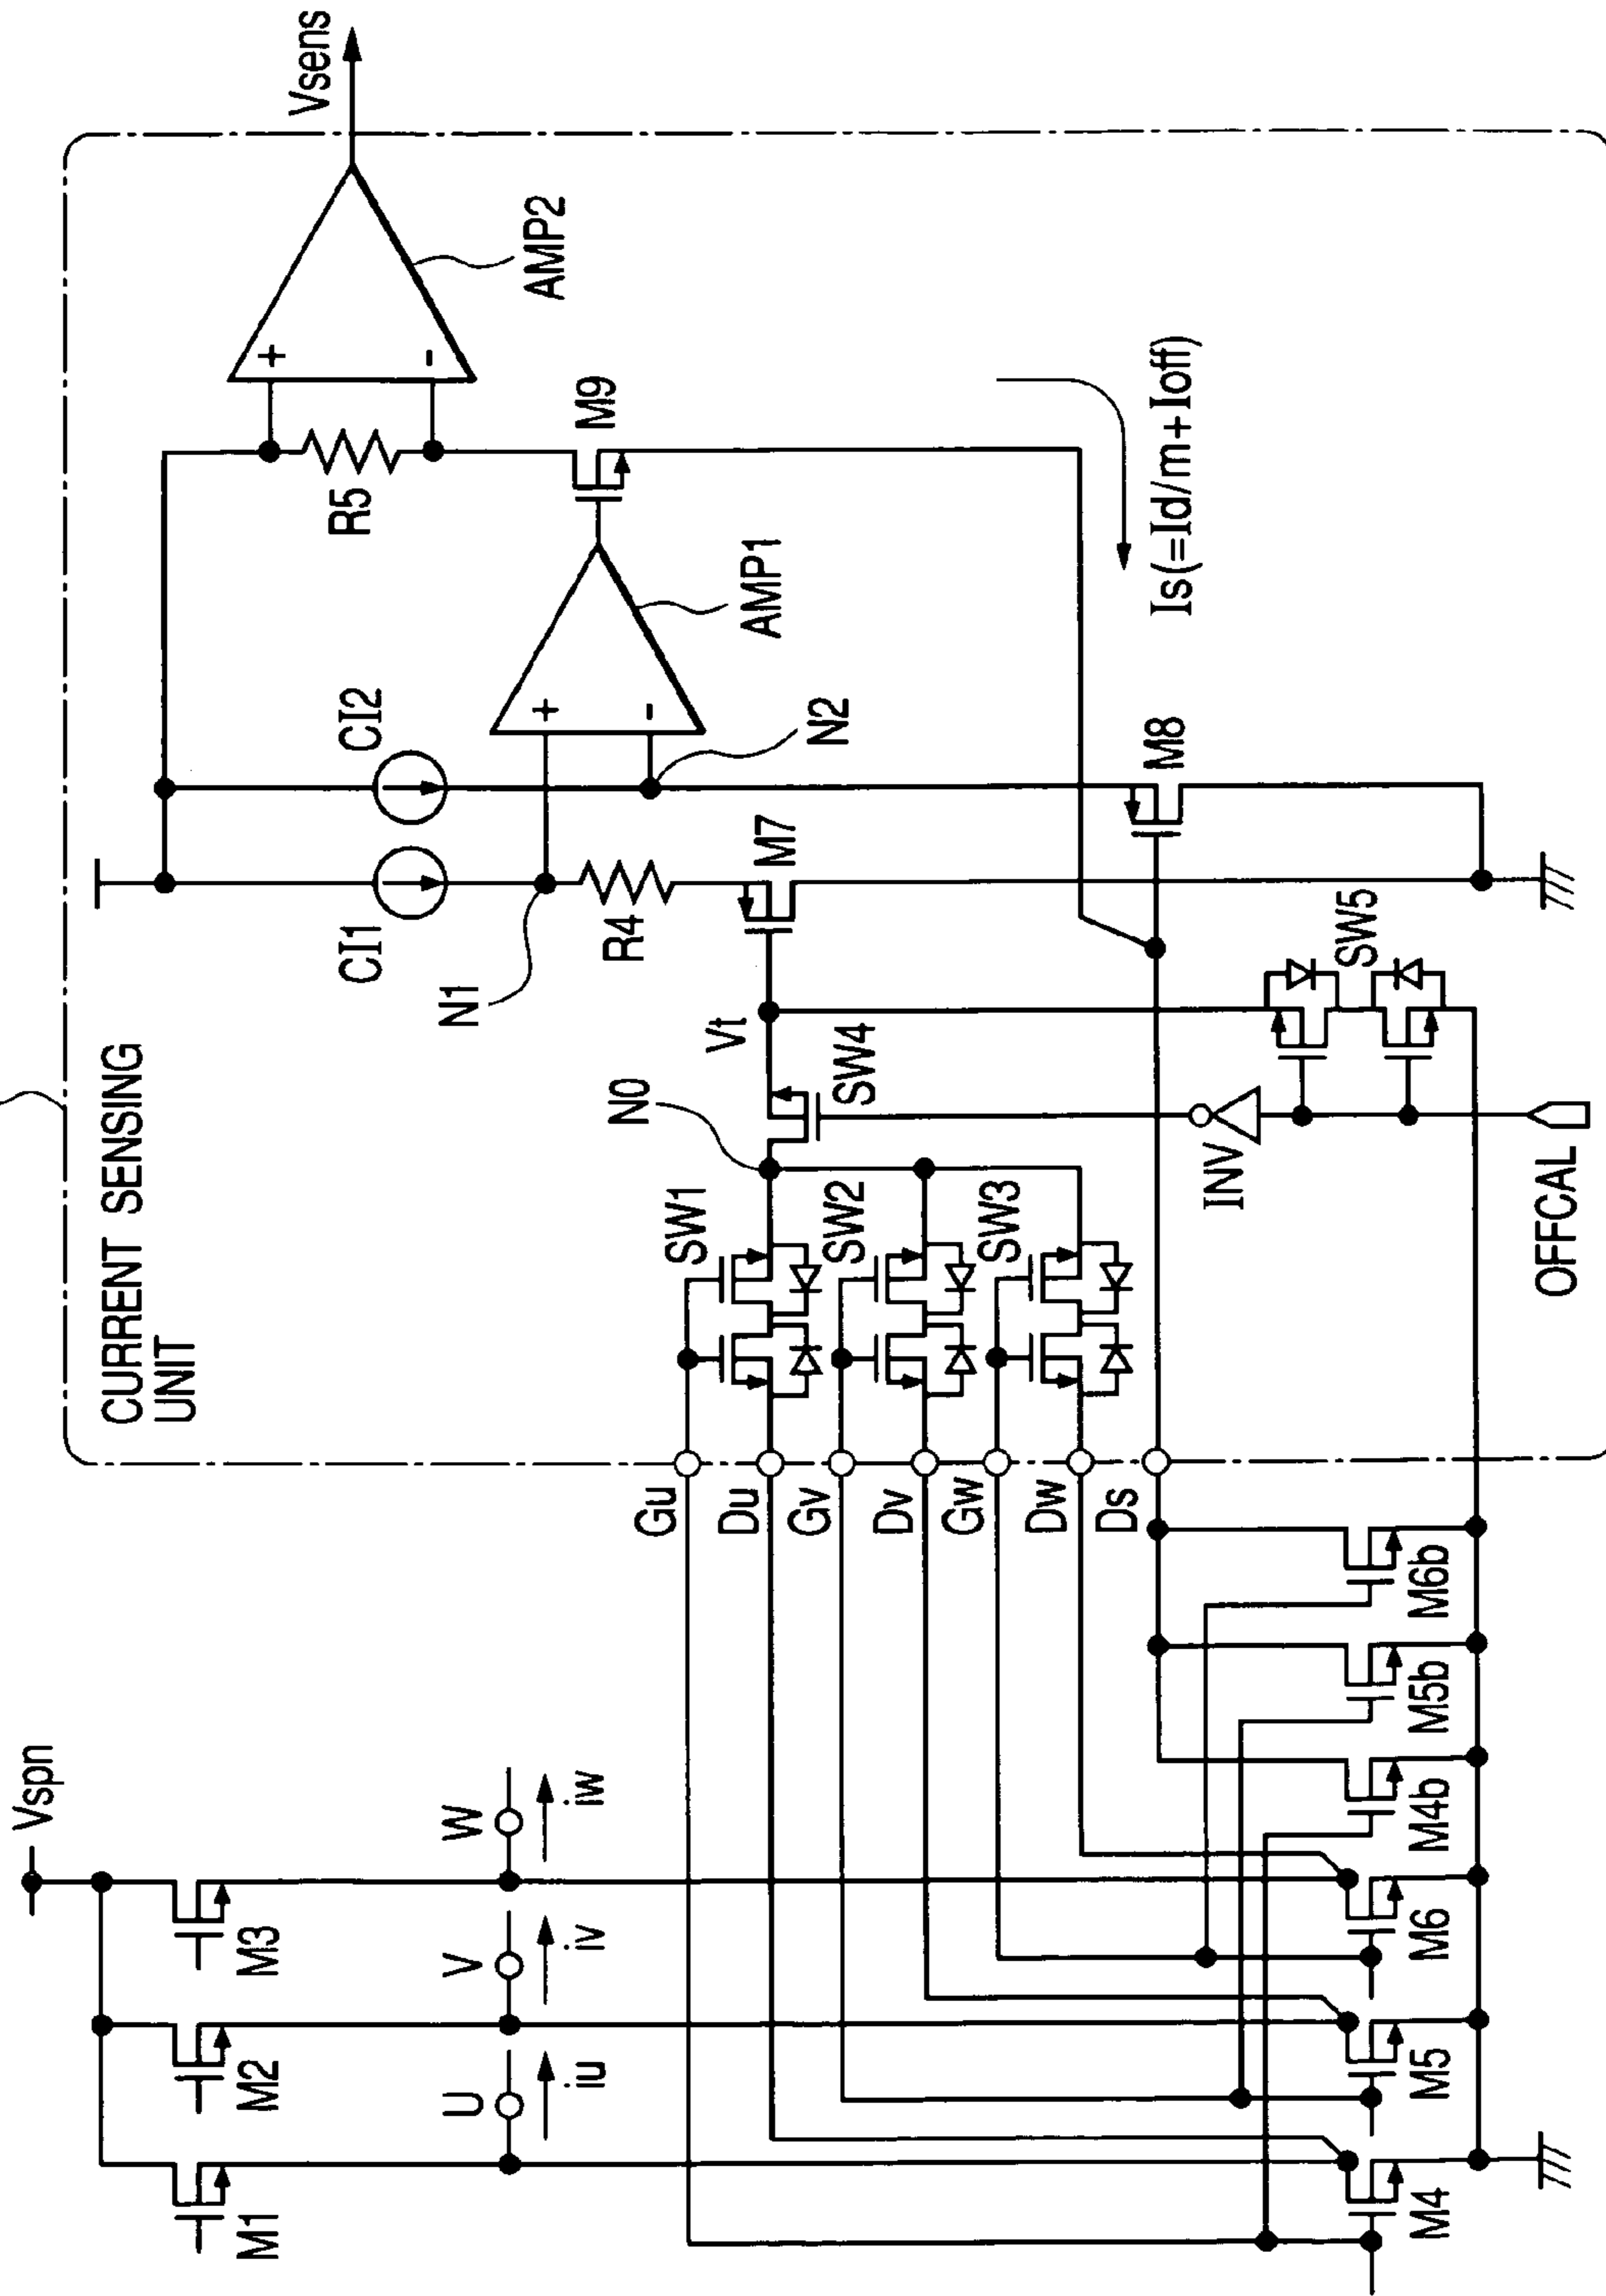 Vspn
M1
M2
M3
U
V
W
iu
iv
iw
M4
M5
M6
M4b
M5b
M6b
Gu
Du
Gv
Dv
Gw
Dw
Ds
CURRENT SENSING
UNIT
SW1
SW2
SW3
N0
SW4
Vt
INV
OFFCAL
SW5
N1
CI1
CI2
R4
M7
N2
M8
AMP1
R5
M9
AMP2
Is(=Id/m+Ioff)
Vsens
+
-
+
-